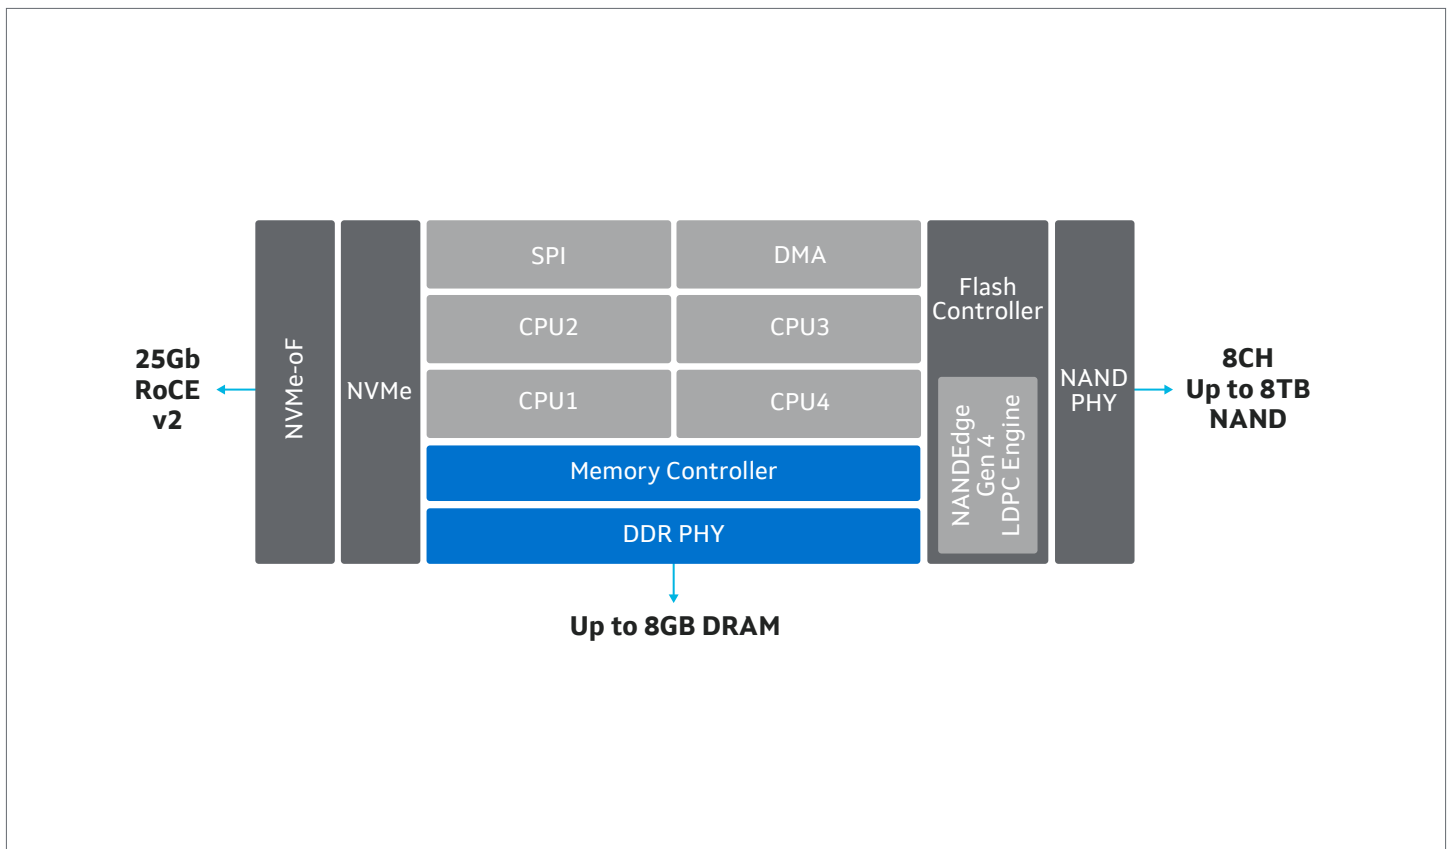 25Gb
RoCE
v2
NVMe-oF
NVMe
SPI
DMA
CPU2
CPU3
CPU1
CPU4
Memory Controller
DDR PHY
Up to 8GB DRAM
Flash
Controller
NANDEdge
Gen 4
LDPC Engine
NAND
PHY
8CH
Up to 8TB
NAND